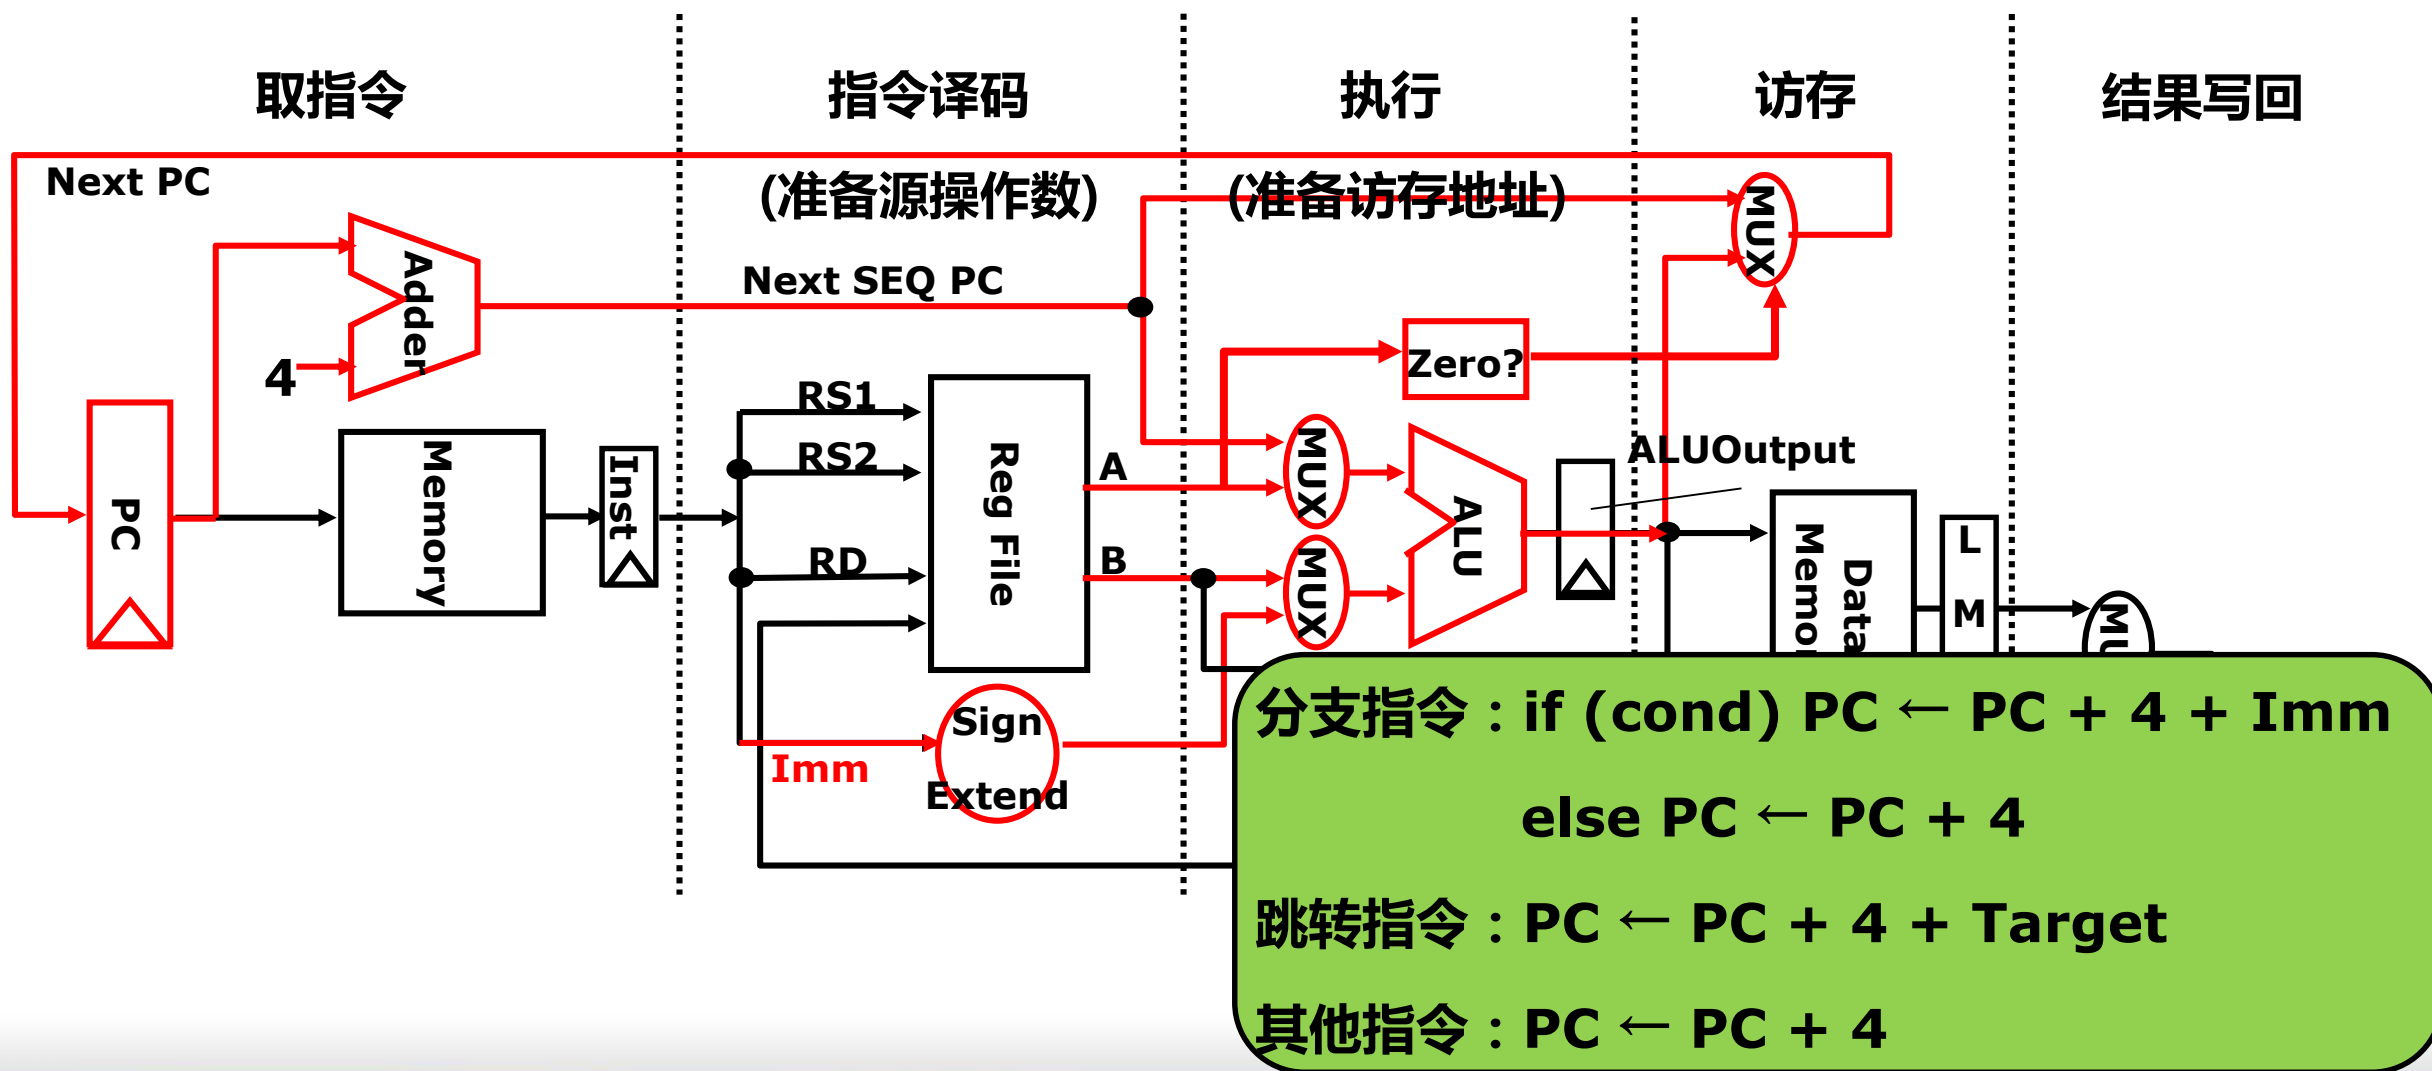 取指令
指令译码
执行
访存
结果写回
Next PC
(准备源操作数)
(准备访存地址)
MUX
Adder
Next SEQ PC
4
Zero?
RS1
RS2
RD
Reg File
A
B
MUX
MUX
ALU
ALUOutput
PC
Memory
Inst
Data
Memo
L
M
MU
Sign
Extend
Imm
分支指令：if (cond) PC ← PC + 4 + Imm
else PC ← PC + 4
跳转指令：PC ← PC + 4 + Target
其他指令：PC ← PC + 4